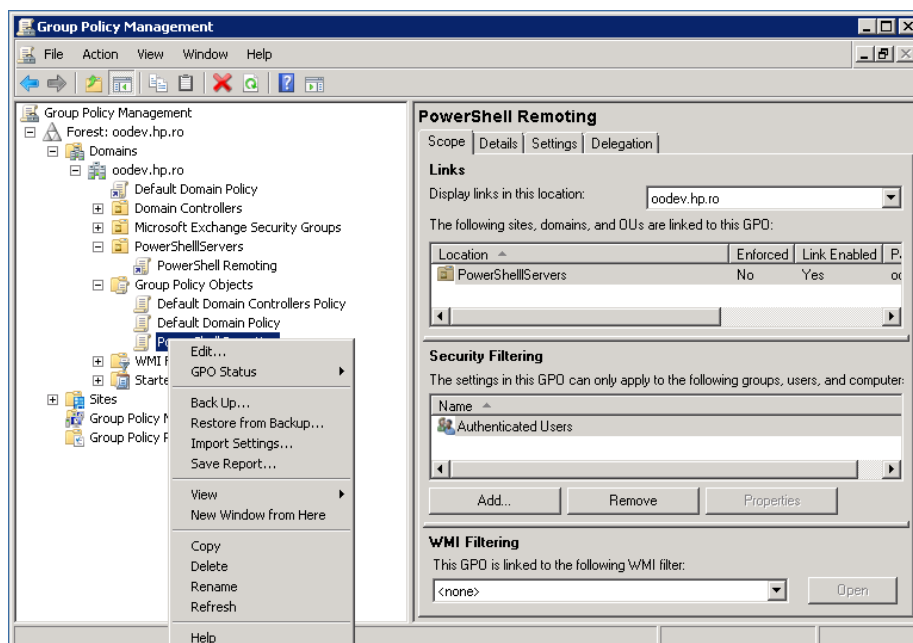 Group Policy Management
File Action View Window Help
Group Policy Management
Forest: oodev.hp.ro
Domains
oodev.hp.ro
Default Domain Policy
Domain Controllers
Microsoft Exchange Security Groups
PowerShellServers
PowerShell Remoting
Group Policy Objects
Default Domain Controllers Policy
Default Domain Policy
WMI
Starte
Sites
Group Policy
Group Policy
Edit...
GPO Status
Back Up...
Restore from Backup...
Import Settings...
Save Report...
View
New Window from Here
Copy
Delete
Rename
Refresh
Help
PowerShell Remoting
Scope Details Settings Delegation
Links
Display links in this location: oodev.hp.ro
The following sites, domains, and OUs are linked to this GPO:
Location Enforced Link Enabled
PowerShellServers No Yes
Security Filtering
The settings in this GPO can only apply to the following groups, users, and computer
Name
Authenticated Users
Add... Remove Properties
WMI Filtering
This GPO is linked to the following WMI filter:
<none> Open